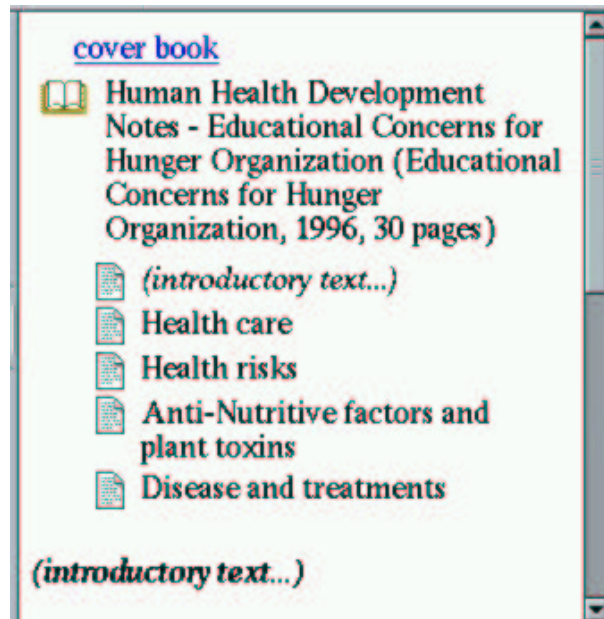 cover book
Human Health Development
Notes - Educational Concerns for
Hunger Organization (Educational
Concerns for Hunger
Organization, 1996, 30 pages)
(introductory text...)
Health care
Health risks
Anti-Nutritive factors and
plant toxins
Disease and treatments
(introductory text...)